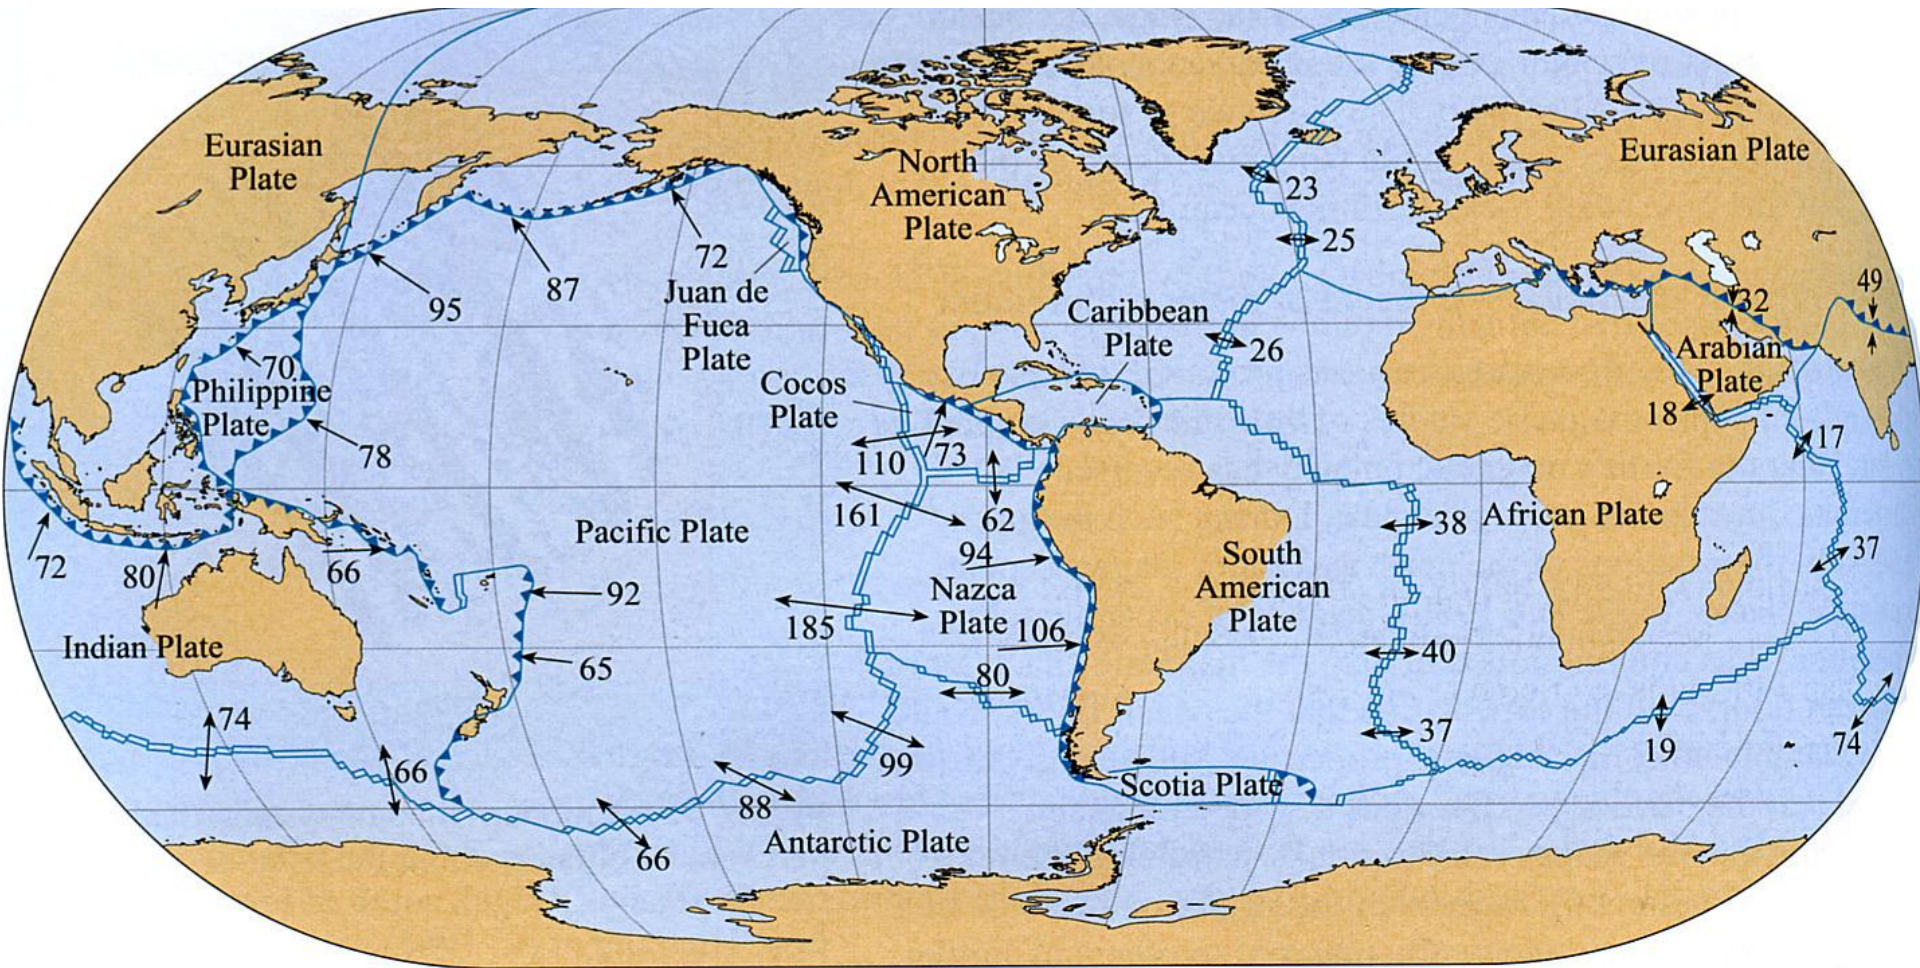 Eurasian
Plate
North
American
Plate
Eurasian Plate
23
25
72
87
95
Juan de
Fuca
Plate
Caribbean
Plate
26
49
32
Arabian
Plate
18
17
70
Philippine
Plate
78
Cocos
Plate
110
73
161
62
94
Pacific Plate
72
80
66
92
65
Indian Plate
Nazca
Plate
185
106
80
South
American
Plate
38
African Plate
37
40
37
74
66
99
88
66
Scotia Plate
19
74
Antarctic Plate